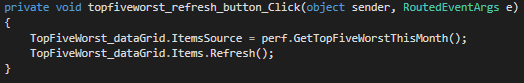 private void topfiveworst_refresh_button_Click(object sender, RoutedEventArgs e)
{
    TopFiveWorst_dataGrid.ItemsSource = perf.GetTopFiveWorstThisMonth();
    TopFiveWorst_dataGrid.Items.Refresh();
}